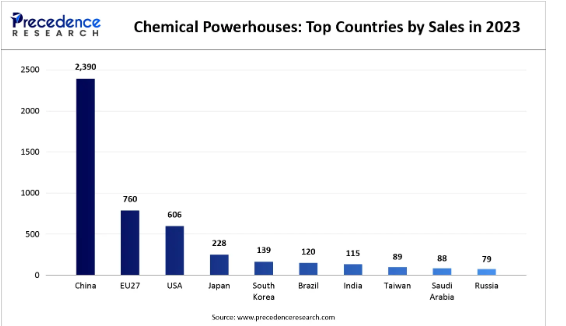 Precedence
RESEARCH
Chemical Powerhouses: Top Countries by Sales in 2023
2500
2000
1500
1000
500
0
2,390
760
606
228
139
120
115
89
88
79
China
EU27
USA
Japan
South
Korea
Brazil
India
Taiwan
Saudi
Arabia
Russia
Source: www.precedenceresearch.com